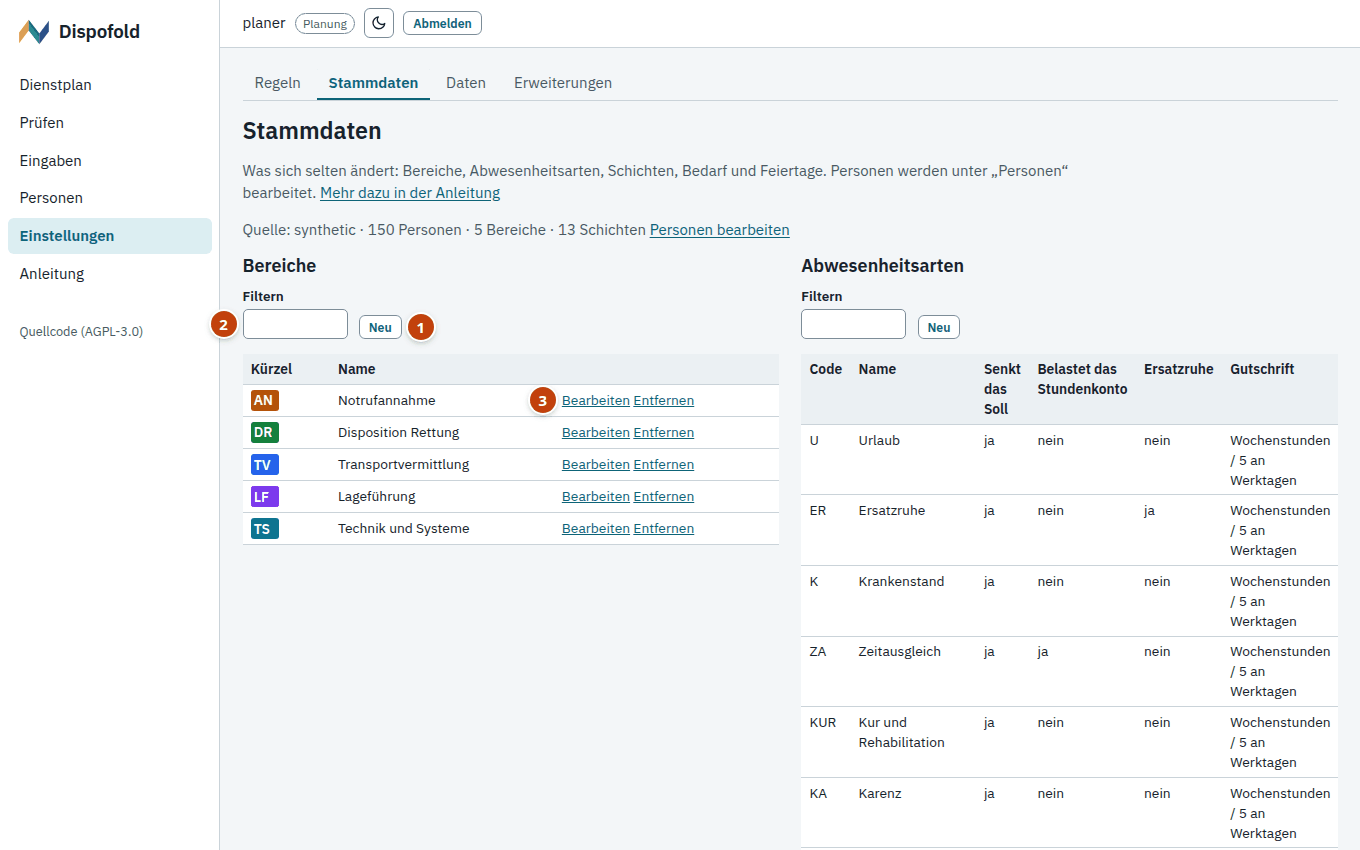 Dispofold
Dienstplan
Prüfen
Eingaben
Personen
Einstellungen
Anleitung
Quellcode (AGPL-3.0)
planer Planung Abmelden
Regeln Stammdaten Daten Erweiterungen
Stammdaten
Was sich selten ändert: Bereiche, Abwesenheitsarten, Schichten, Bedarf und Feiertage. Personen werden unter „Personen“
bearbeitet. Mehr dazu in der Anleitung
Quelle: synthetic · 150 Personen · 5 Bereiche · 13 Schichten Personen bearbeiten
Bereiche
Filtern
2 Neu 1
Kürzel Name
AN Notrufannahme 3 Bearbeiten Entfernen
DR Disposition Rettung Bearbeiten Entfernen
TV Transportvermittlung Bearbeiten Entfernen
LF Lageführung Bearbeiten Entfernen
TS Technik und Systeme Bearbeiten Entfernen
Abwesenheitsarten
Filtern
Neu
Code Name Senkt Belastet das Ersatzruhe Gutschrift
das Stundenkonto
Soll
U Urlaub ja nein nein Wochenstunden
/ 5 an
Werktagen
ER Ersatzruhe ja nein ja Wochenstunden
/ 5 an
Werktagen
K Krankenstand ja nein nein Wochenstunden
/ 5 an
Werktagen
ZA Zeitausgleich ja ja nein Wochenstunden
/ 5 an
Werktagen
KUR Kur und ja nein nein Wochenstunden
Rehabilitation / 5 an
Werktagen
KA Karenz ja nein nein Wochenstunden
/ 5 an
Werktagen